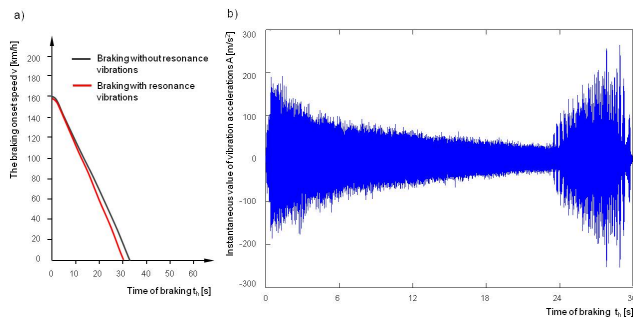 a)
The braking onset speed v [km/h]
200
180
160
140
120
100
80
60
40
20
0
0 10 20 30 40 50 60
Time of braking th [s]
Braking without resonance
vibrations
Braking with resonance
vibrations
b)
Instantaneous value of vibration accelerations A [m/s²]
300
200
100
0
-100
-200
-300
0 6 12 18 24 30
Time of braking th [s]